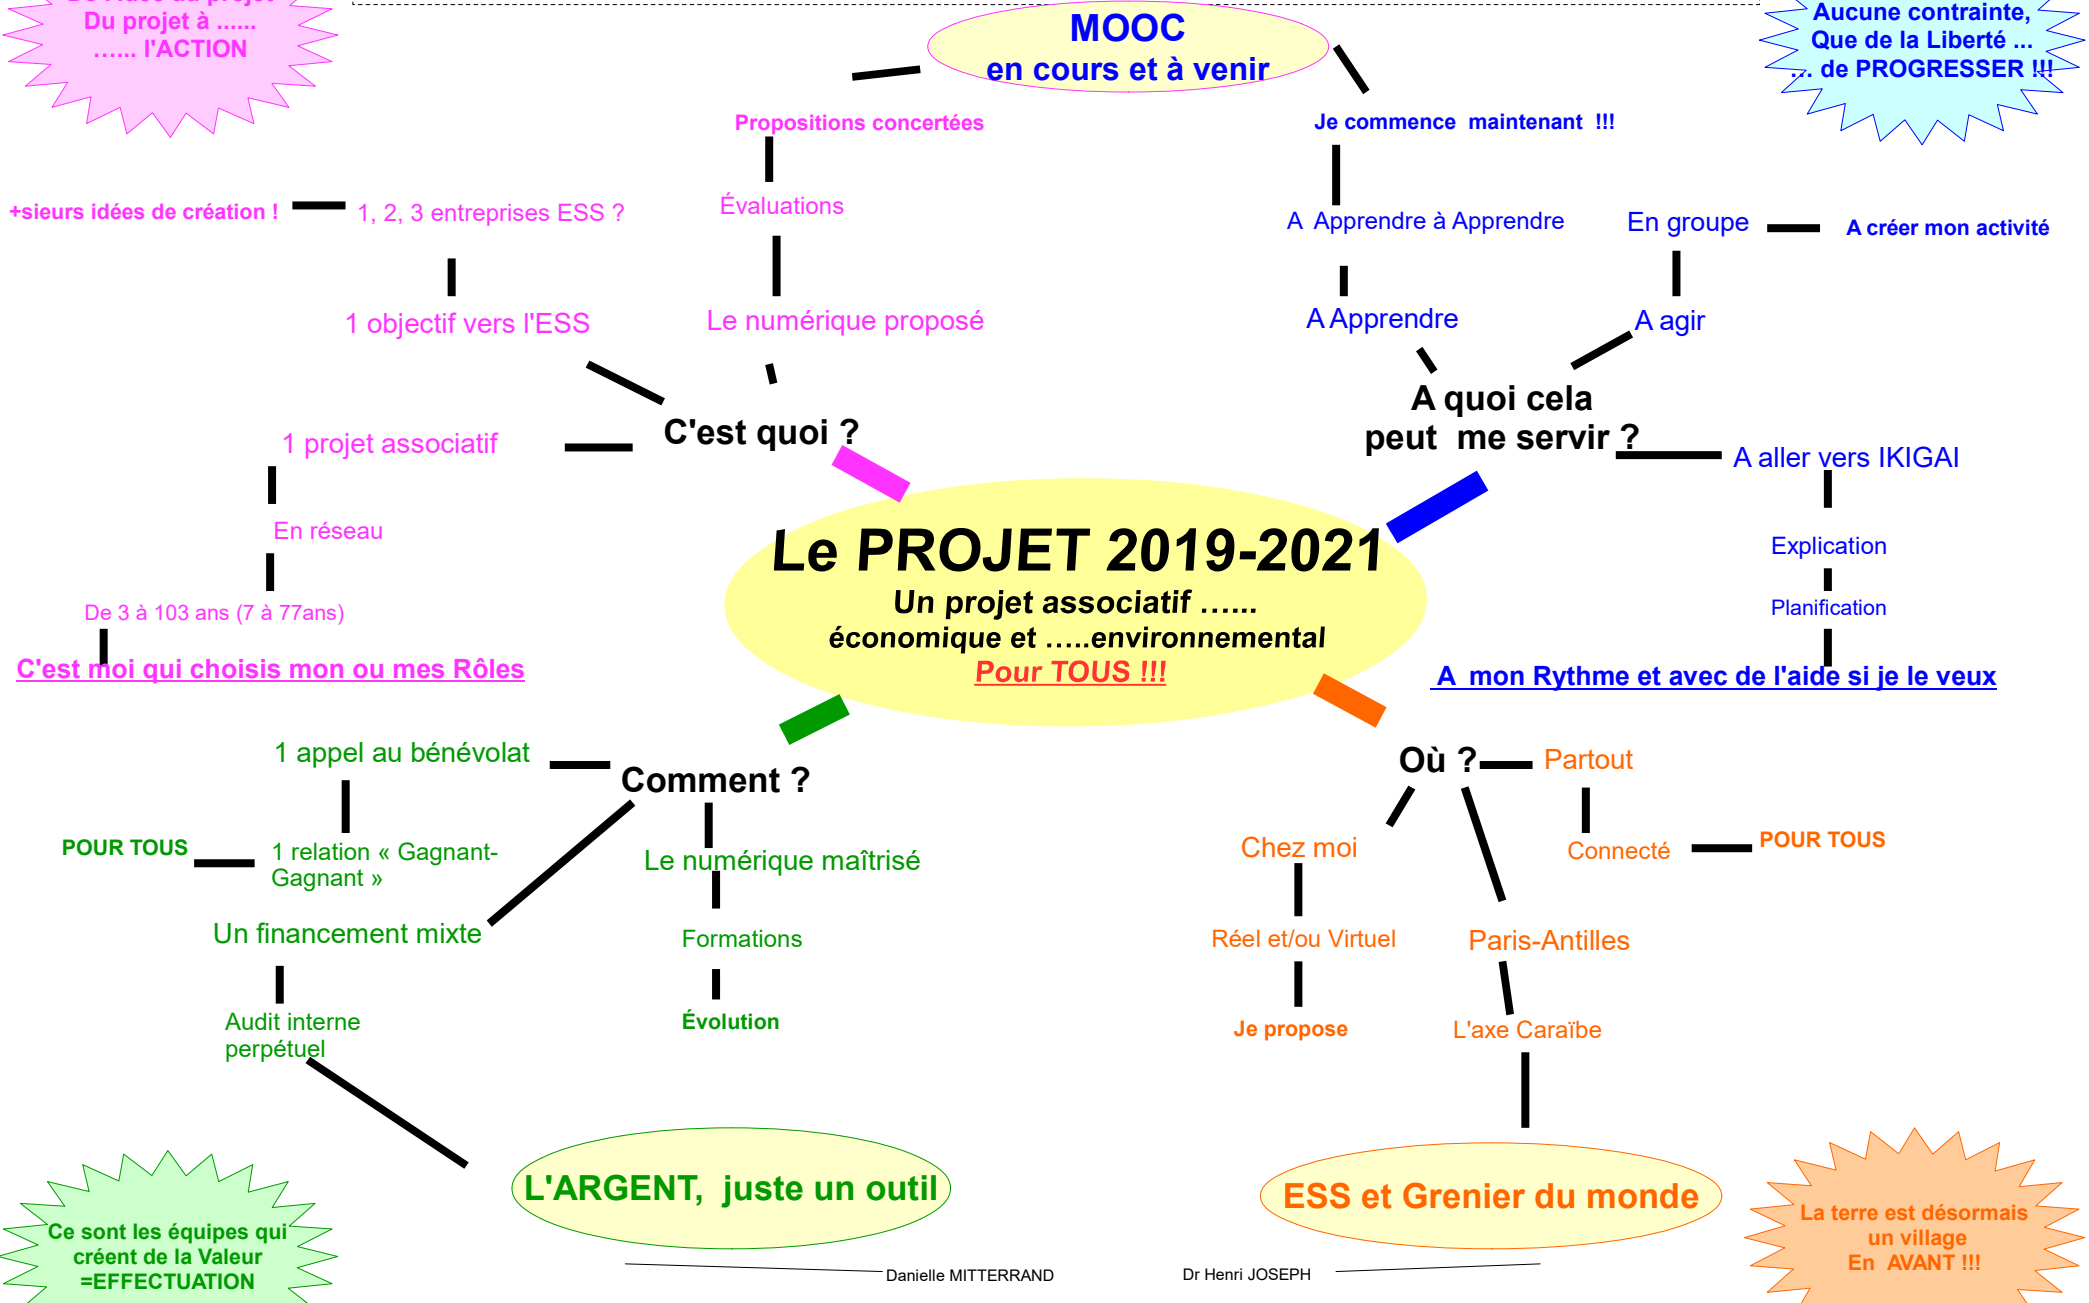 De l'idée du projet
Du projet à ......
...... l'ACTION
MOOC
en cours et à venir
Aucune contrainte,
Que de la Liberté ...
... de PROGRESSER !!!
Propositions concertées
Je commence  maintenant  !!!
+sieurs idées de création !
1, 2, 3 entreprises ESS ?
Évaluations
A  Apprendre à Apprendre
En groupe
A créer mon activité
1 objectif vers l'ESS
Le numérique proposé
A Apprendre
A agir
C'est quoi ?
A quoi cela
peut  me servir ?
1 projet associatif
A aller vers IKIGAI
En réseau
Explication
De 3 à 103 ans (7 à 77ans)
Planification
C'est moi qui choisis mon ou mes Rôles
A  mon Rythme et avec de l'aide si je le veux
Le PROJET 2019-2021
Un projet associatif …...
économique et …..environnemental
Pour TOUS !!!
1 appel au bénévolat
Comment ?
Où ?
Partout
POUR TOUS
1 relation « Gagnant-
Gagnant »
Le numérique maîtrisé
Chez moi
Connecté
POUR TOUS
Un financement mixte
Formations
Réel et/ou Virtuel
Paris-Antilles
Audit interne
perpétuel
Évolution
Je propose
L'axe Caraïbe
L'ARGENT,  juste un outil
ESS et Grenier du monde
Ce sont les équipes qui
créent de la Valeur
=EFFECTUATION
La terre est désormais
un village
En  AVANT !!!
Danielle MITTERRAND
Dr Henri JOSEPH